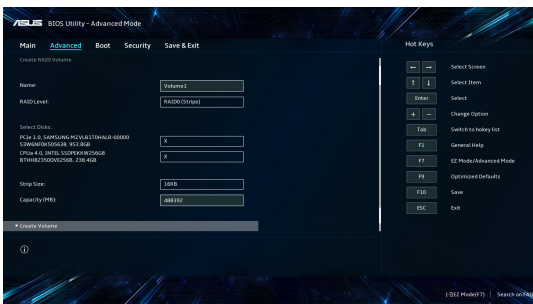 ASUS BIOS Utility - Advanced Mode
Main Advanced Boot Security Save & Exit
Create RAID Volume
Name: Volume1
RAID Level: RAID0 (Stripe)
Select Disks:
PCIe 1.0, SAMSUNG MZVLB1T0HALR-00000
S3W6NF0K505638, 953.8GB X
CPUa 4.0, INTEL SSDPEKKW256G8
BTHH82350QVE256B, 238.4GB X
Strip Size: 16KB
Capacity (MB): 488392
Create Volume
Hot Keys
← → Select Screen
↑ ↓ Select Item
Enter Select
+ − Change Option
Tab Switch to hokey list
F1 General Help
F7 EZ Mode/Advanced Mode
F9 Optimized Defaults
F10 Save
ESC Exit
EZ Mode(F7) | Search on FAQ